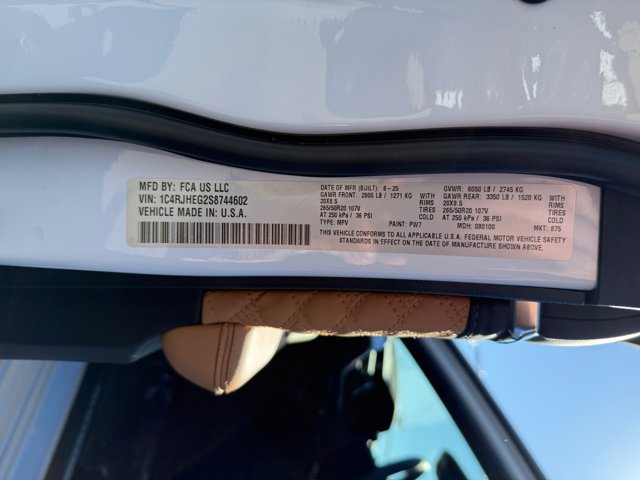 MFD BY: FCA US LLC
VIN: 1C4RJHEG2S8744602
VEHICLE MADE IN U.S.A.
DATE OF MFR (BUILT): 8-25
GAWR FRONT: 2800 LB / 1271 KG
20X8.5 RIMS
265/50R20 107V TIRES
AT 250 kPa / 36 PSI
TYPE: MPV PAINT: PW7
GVWR: 6050 LB / 2745 KG
GAWR REAR: 3350 LB / 1520 KG
20X8.5 RIMS
265/50R20 107V TIRES
AT 250 kPa / 36 PSI
MDH: 080100 MKT: 875
THIS VEHICLE CONFORMS TO ALL APPLICABLE U.S.A. FEDERAL MOTOR VEHICLE SAFETY
STANDARDS IN EFFECT ON THE DATE OF MANUFACTURE SHOWN ABOVE.